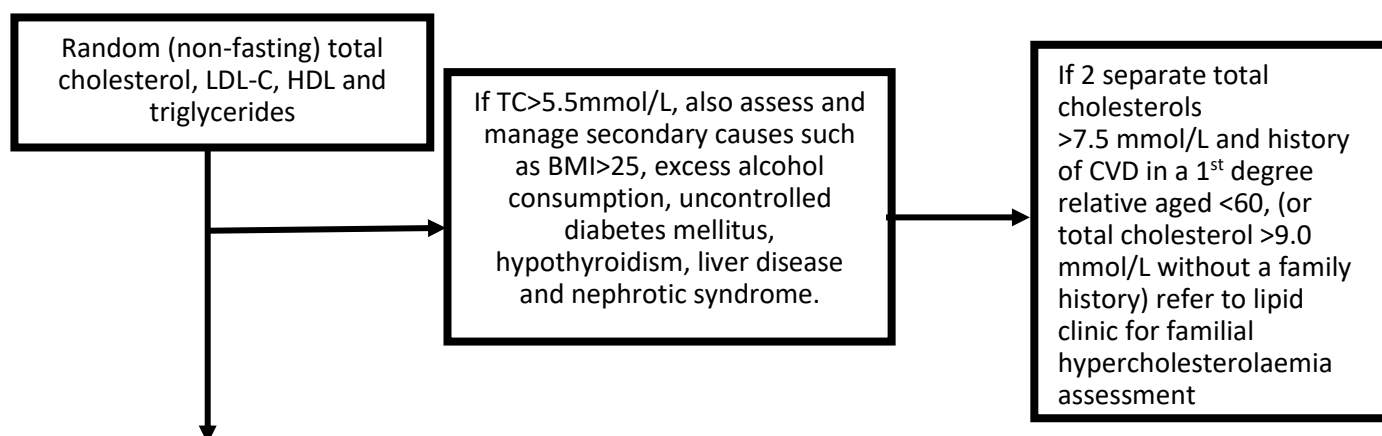 Random (non-fasting) total
cholesterol, LDL-C, HDL and
triglycerides
If TC>5.5mmol/L, also assess and
manage secondary causes such
as BMI>25, excess alcohol
consumption, uncontrolled
diabetes mellitus,
hypothyroidism, liver disease
and nephrotic syndrome.
If 2 separate total
cholesterols
>7.5 mmol/L and history
of CVD in a 1st degree
relative aged <60, (or
total cholesterol >9.0
mmol/L without a family
history) refer to lipid
clinic for familial
hypercholesterolaemia
assessment